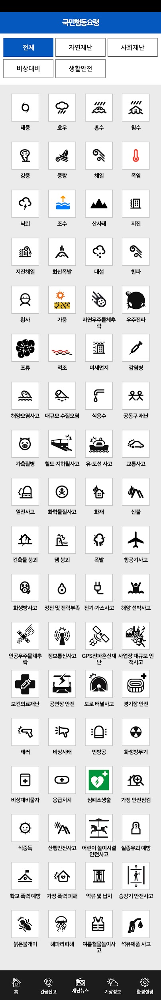 국민행동요령
전체 자연재난 사회재난
비상대비 생활안전
태풍 호우 홍수 침수
강풍 풍랑 해일 폭염
낙뢰 조수 산사태 지진
지진해일 화산폭발 대설 한파
황사 가뭄 자연우주물체추 우주전파
락
조류 적조 미세먼지 감염병
해양오염사고 대규모 수질오염 식용수 공동구 재난
가축질병 철도·지하철사고 유·도선 사고 교통사고
원전사고 화학물질사고 화재 산불
건축물 붕괴 댐 붕괴 폭발 항공기사고
화생방사고 정전 및 전력부족 전기·가스사고 해양 선박사고
인공우주물체추 정보통신사고 GPS전파혼신재 사업장 대규모 인
락 난 적사고
보건의료재난 공연장 안전 도로 터널사고 경기장 안전
테러 비상사태 민방공 화생방무기
비상대비물자 응급처치 심폐소생술 가정 안전점검
식중독 산행안전사고 어린이 놀이시설 실종유괴 예방
안전사고
학교 폭력 예방 가정 폭력 피해 억류 및 납치 승강기 안전사고
붉은불개미 해파리피해 여름철물놀이사 석유제품 사고
고
홈 긴급신고 재난뉴스 기상정보 환경설정